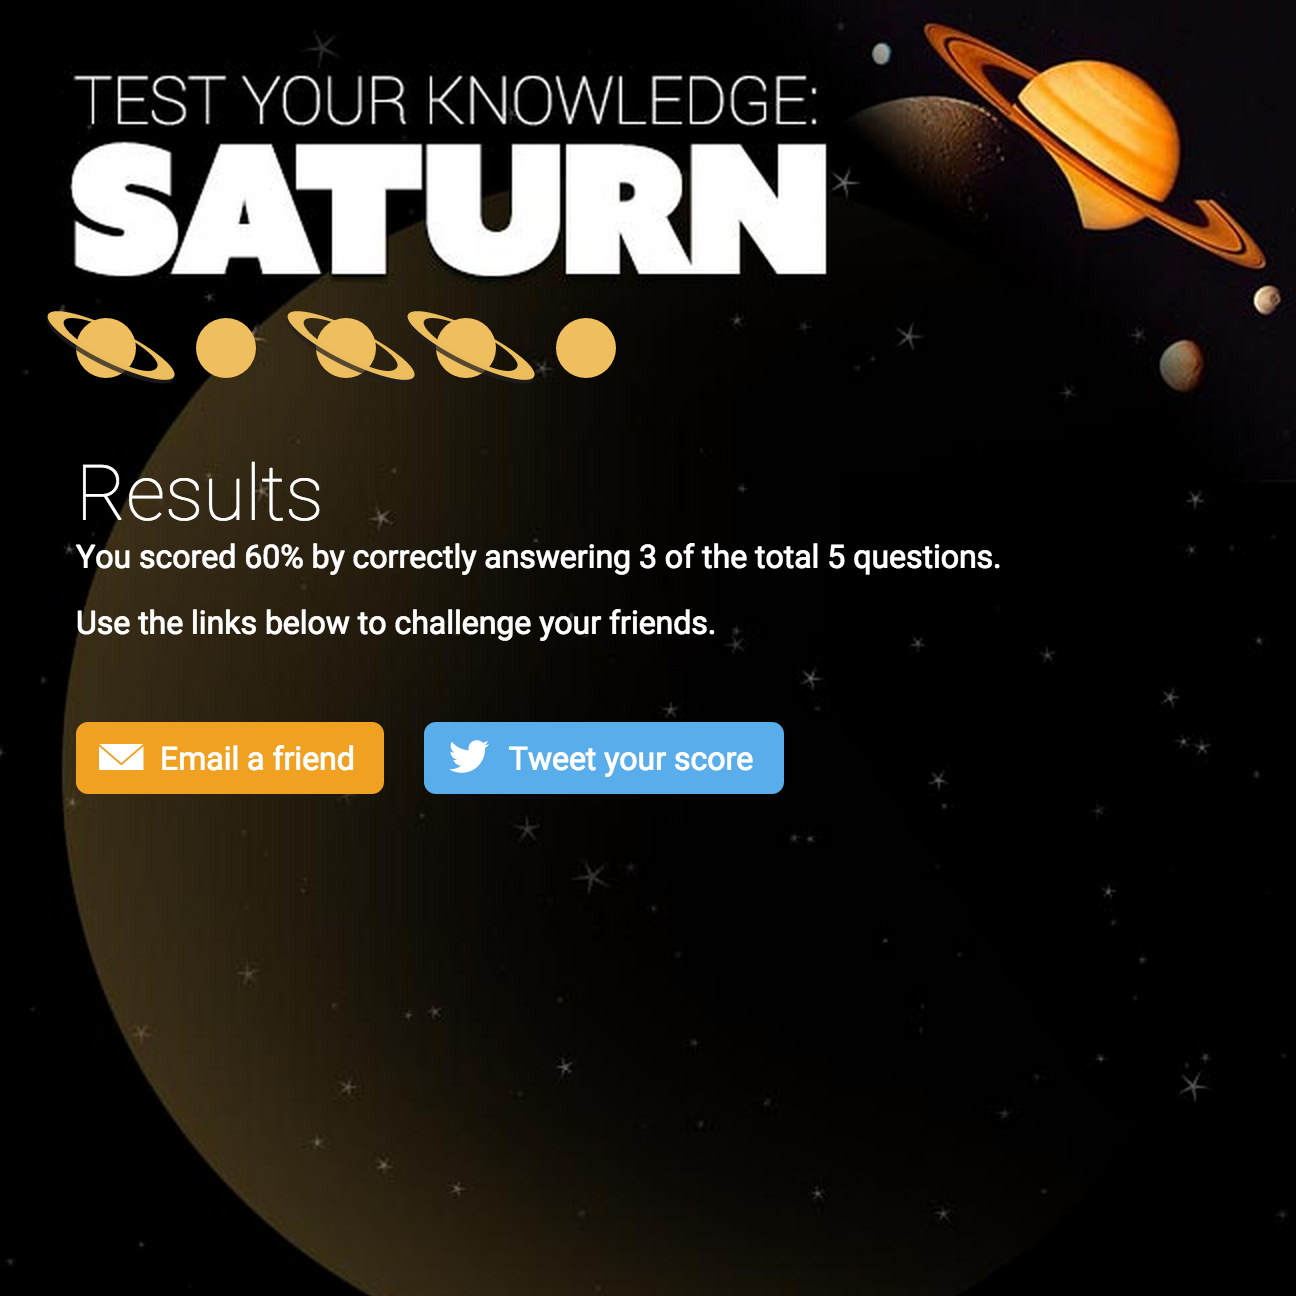 TEST YOUR KNOWLEDGE:
SATURN
Results
You scored 60% by correctly answering 3 of the total 5 questions.
Use the links below to challenge your friends.
Email a friend
Tweet your score